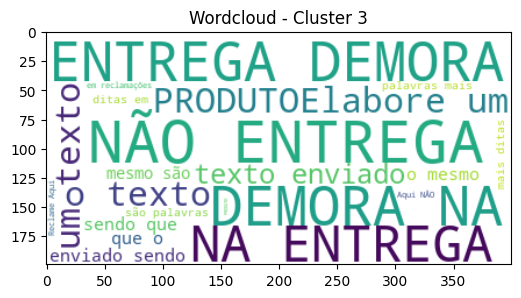 Wordcloud - Cluster 3
ENTREGA DEMORA
em reclamações
palavras mais
ditas em
PRODUTO
Elabore um
NÃO ENTREGA
mais ditas
um texto
mesmo são
texto enviado
o mesmo
Reclame Aqui
o texto
DEMORA NA
Aqui NÃO
são palavras
sendo que
que o
NA ENTREGA
enviado sendo
0
25
50
75
100
125
150
175
0 50 100 150 200 250 300 350